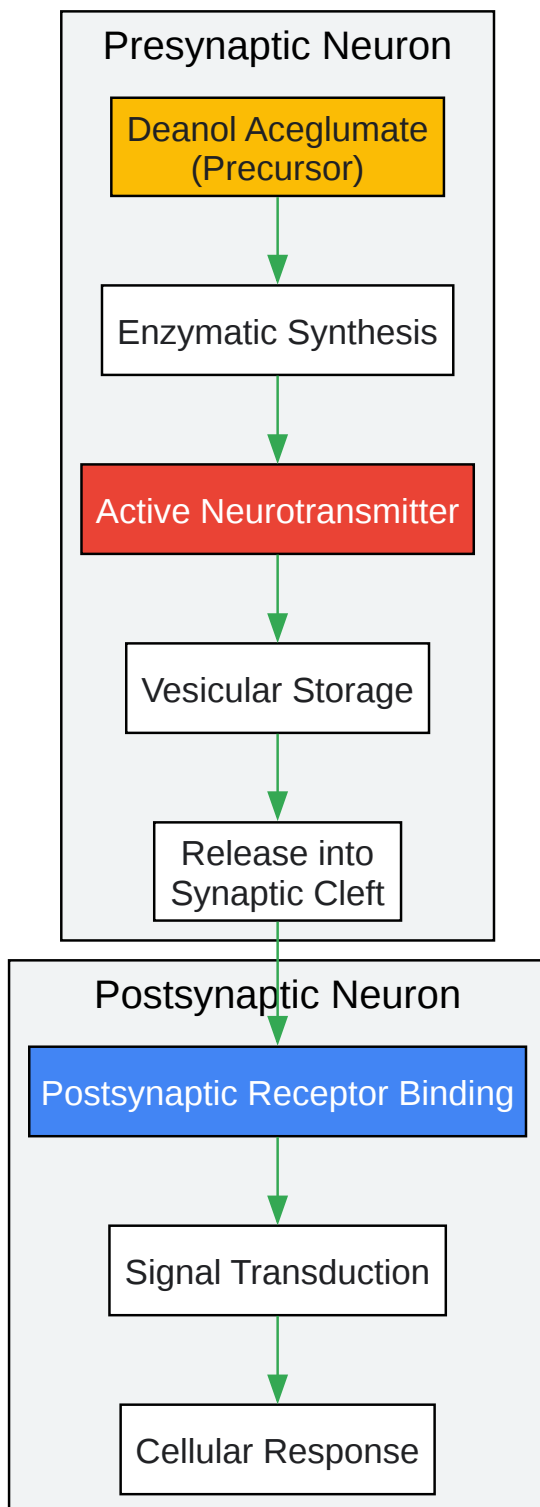 Presynaptic Neuron
Deanol Aceglumate
(Precursor)
Enzymatic Synthesis
Active Neurotransmitter
Vesicular Storage
Release into
Synaptic Cleft
Postsynaptic Neuron
Postsynaptic Receptor Binding
Signal Transduction
Cellular Response